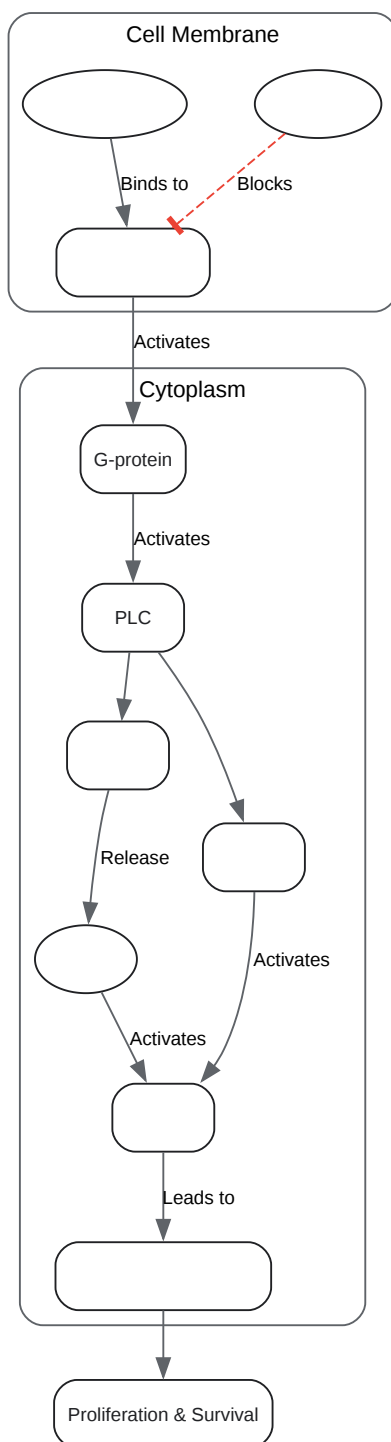 Cell Membrane
Binds to
Blocks
Activates
Cytoplasm
G-protein
Activates
PLC
Release
Activates
Activates
Leads to
Proliferation & Survival